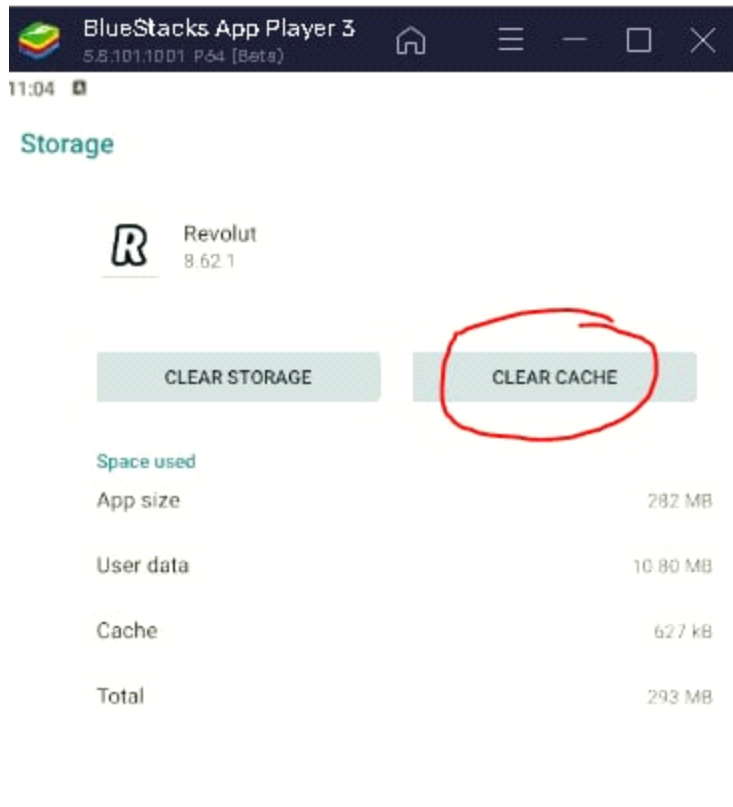 BlueStacks App Player 3
5.8.101.1001 P64 (Beta)
11:04
Storage
R
Revolut
8.62.1
CLEAR STORAGE
CLEAR CACHE
Space used
App size
282 MB
User data
10.80 MB
Cache
627 kB
Total
293 MB